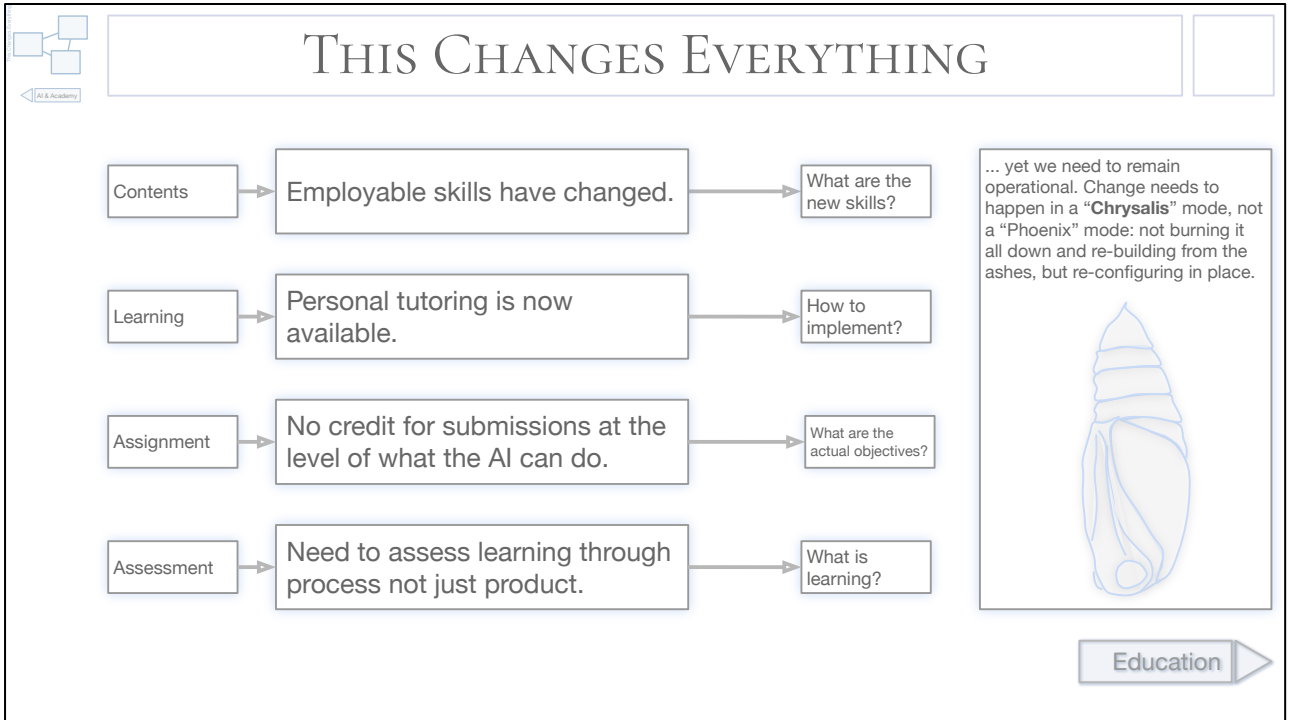 THIS CHANGES EVERYTHING
AI & Academy
Contents
Employable skills have changed.
What are the
new skills?
Learning
Personal tutoring is now
available.
How to
implement?
Assignment
No credit for submissions at the
level of what the AI can do.
What are the
actual objectives?
Assessment
Need to assess learning through
process not just product.
What is
learning?
... yet we need to remain
operational. Change needs to
happen in a “Chrysalis” mode, not
a “Phoenix” mode: not burning it
all down and re-building from the
ashes, but re-configuring in place.
Education